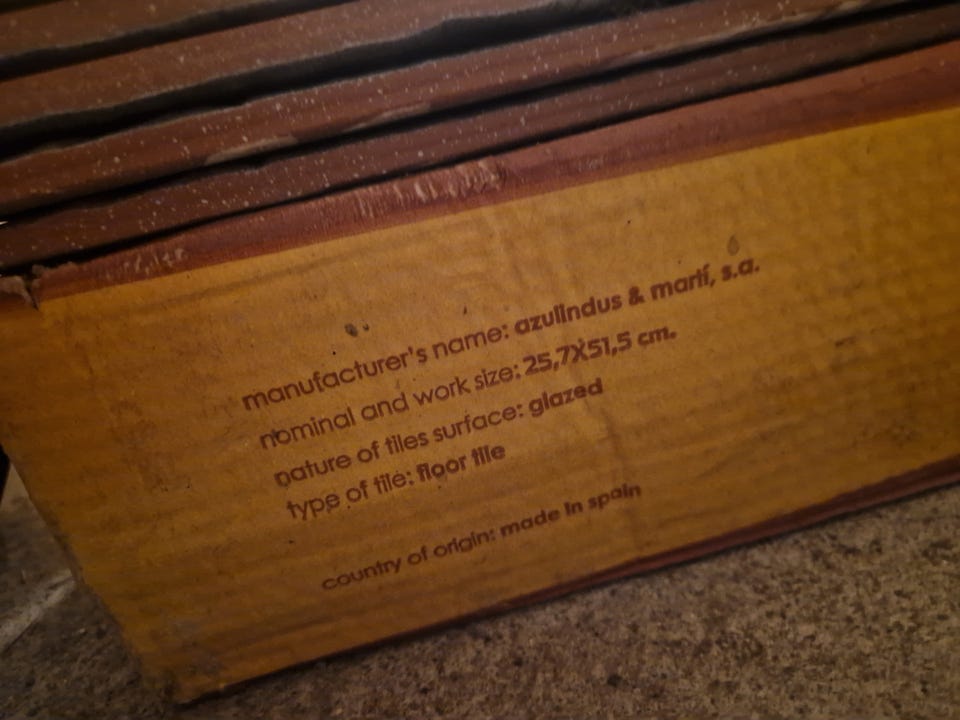 manufacturer's name: azulindus & martí, s.a.
nominal and work size: 25,7X51,5 cm.
nature of tiles surface: glazed
type of tile: floor tile
country of origin: made in spain